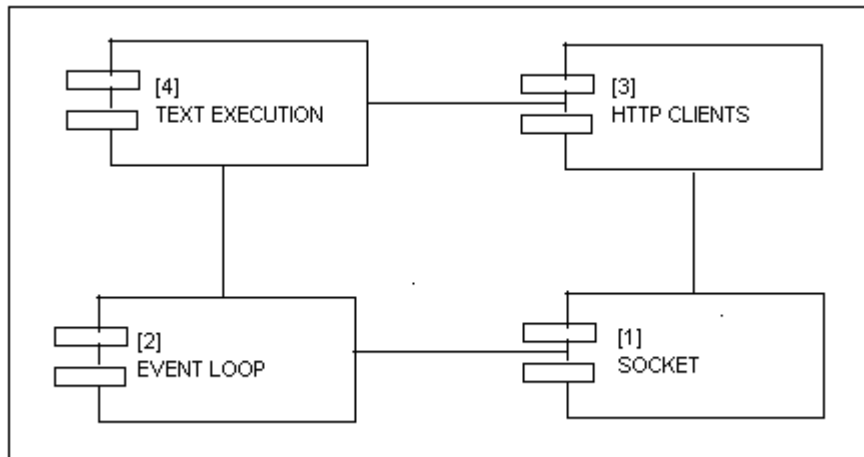 [4]
TEXT EXECUTION
[3]
HTTP CLIENTS
[2]
EVENT LOOP
[1]
SOCKET